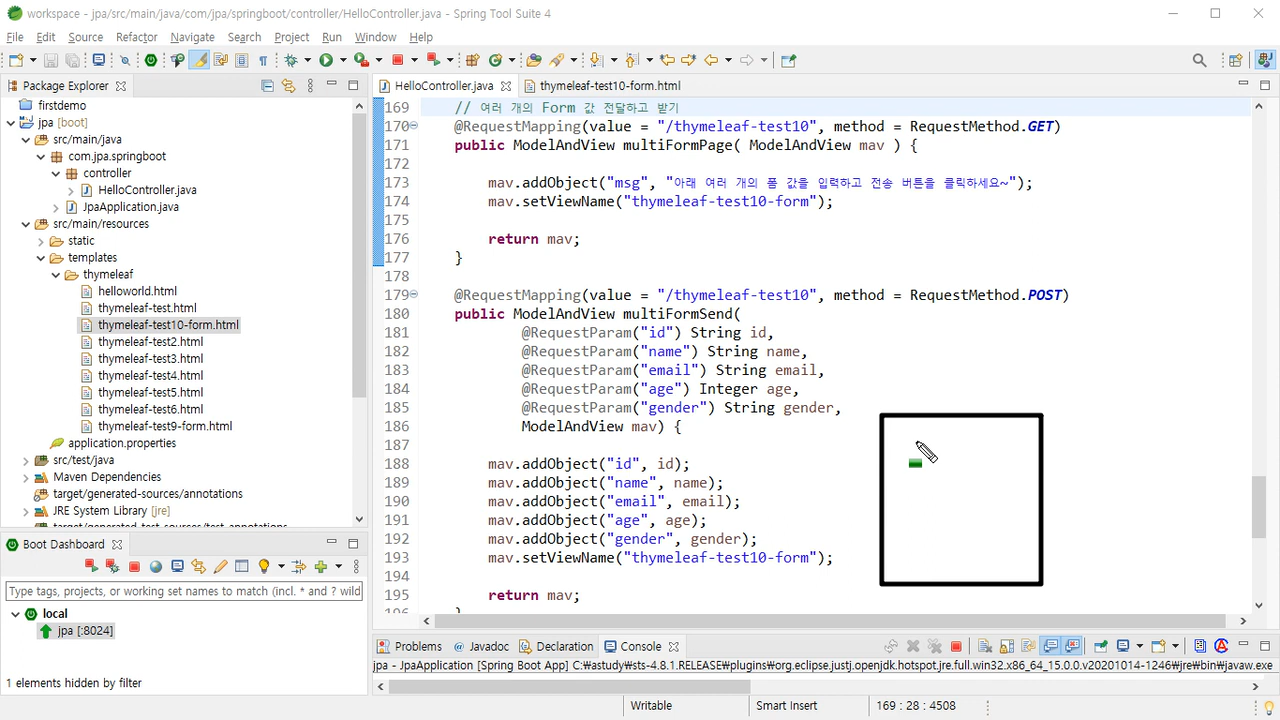 workspace - jpa/src/main/java/com/jpa/springboot/controller/HelloController.java - Spring Tool Suite 4
File Edit Source Refactor Navigate Search Project Run Window Help
Package Explorer
firstdemo
jpa [boot]
src/main/java
com.jpa.springboot
controller
HelloController.java
JpaApplication.java
src/main/resources
static
templates
thymeleaf
helloworld.html
thymeleaf-test.html
thymeleaf-test10-form.html
thymeleaf-test2.html
thymeleaf-test3.html
thymeleaf-test4.html
thymeleaf-test5.html
thymeleaf-test6.html
thymeleaf-test9-form.html
application.properties
src/test/java
Maven Dependencies
target/generated-sources/annotations
JRE System Library [jre]
target/generated-test-sources/test-annotations
Boot Dashboard
Type tags, projects, or working set names to match (incl. * and ? wild
local
jpa [:8024]
1 elements hidden by filter
HelloController.java thymeleaf-test10-form.html
169 // 여러 개의 Form 값 전달하고 받기
170 @RequestMapping(value = "/thymeleaf-test10", method = RequestMethod.GET)
171 public ModelAndView multiFormPage( ModelAndView mav ) {
172
173 mav.addObject("msg", "아래 여러 개의 폼 값을 입력하고 전송 버튼을 클릭하세요~");
174 mav.setViewName("thymeleaf-test10-form");
175
176 return mav;
177 }
178
179 @RequestMapping(value = "/thymeleaf-test10", method = RequestMethod.POST)
180 public ModelAndView multiFormSend(
181 @RequestParam("id") String id,
182 @RequestParam("name") String name,
183 @RequestParam("email") String email,
184 @RequestParam("age") Integer age,
185 @RequestParam("gender") String gender,
186 ModelAndView mav) {
187
188 mav.addObject("id", id);
189 mav.addObject("name", name);
190 mav.addObject("email", email);
191 mav.addObject("age", age);
192 mav.addObject("gender", gender);
193 mav.setViewName("thymeleaf-test10-form");
194
195 return mav;
196 }
Problems Javadoc Declaration Console
jpa - JpaApplication [Spring Boot App] C:₩astudy₩sts-4.8.1.RELEASE₩plugins₩org.eclipse.justj.openjdk.hotspot.jre.full.win32.x86_64_15.0.0.v20201014-1246₩jre₩bin₩javaw.exe
Writable Smart Insert 169 : 28 : 4508